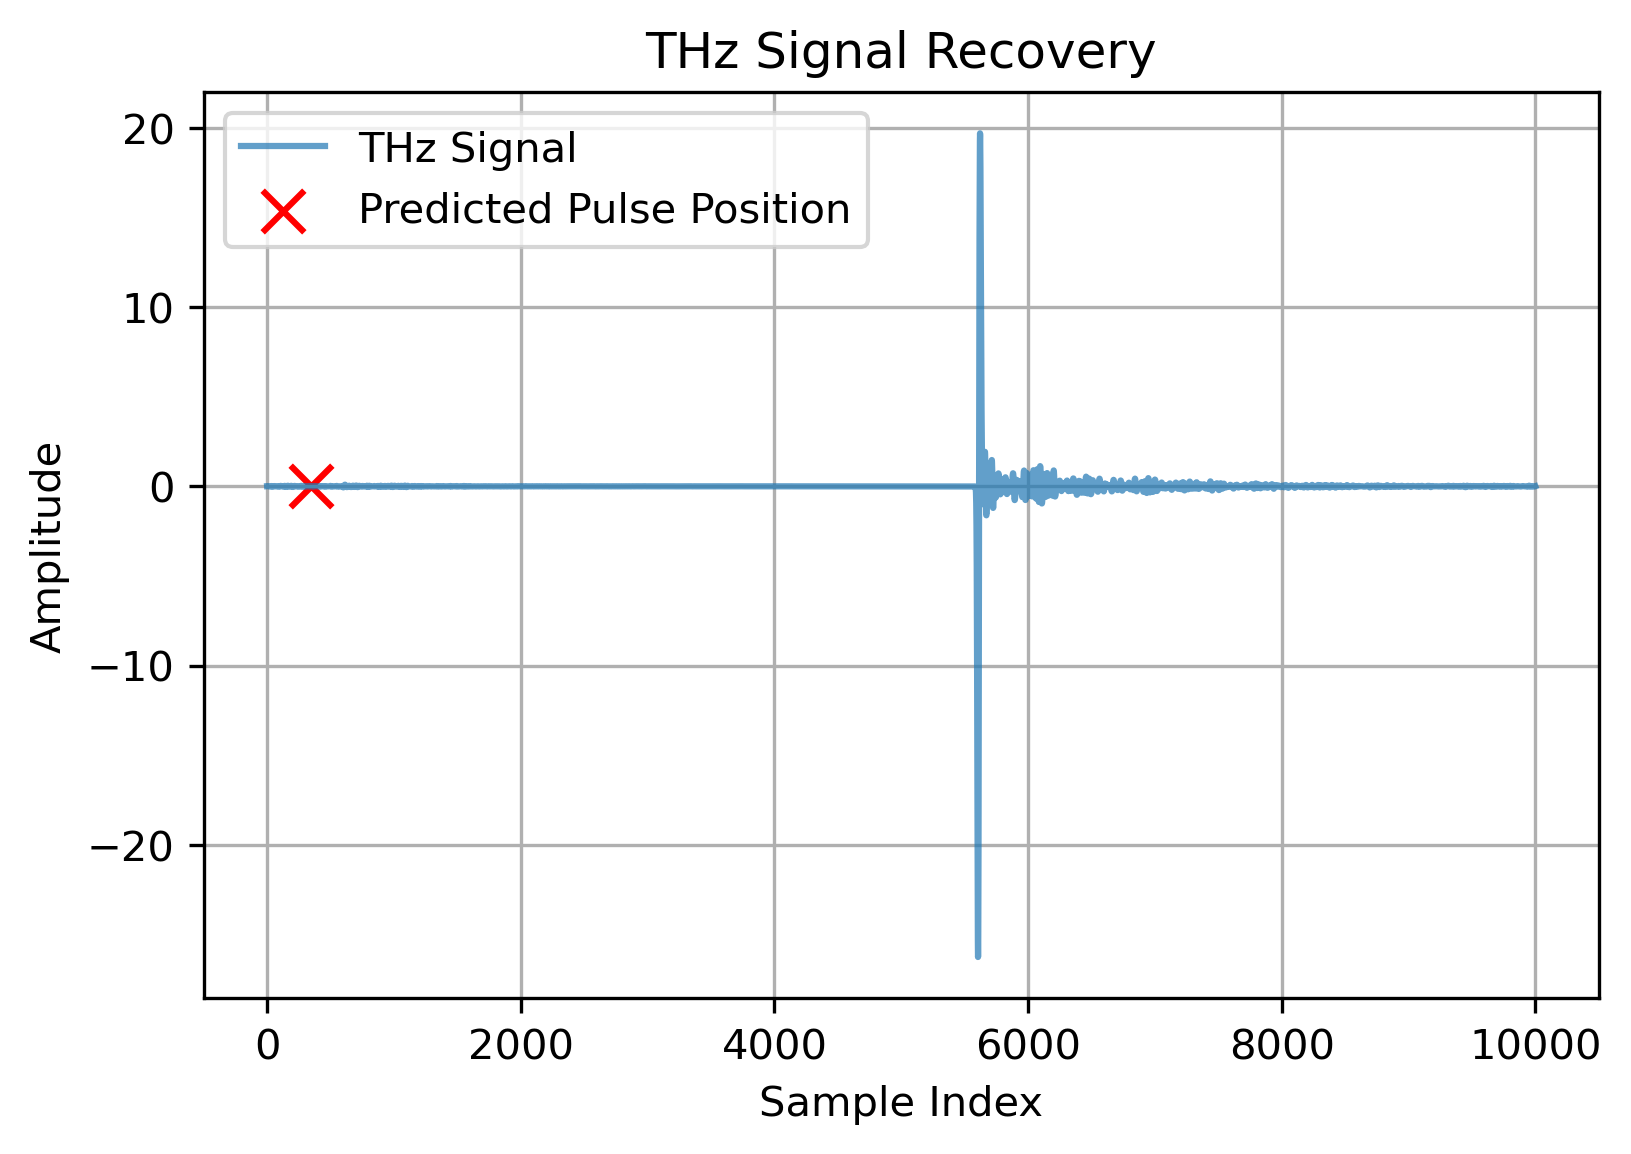 THz Signal Recovery
20
10
0
−10
−20
Amplitude
THz Signal
Predicted Pulse Position
0 2000 4000 6000 8000 10000
Sample Index